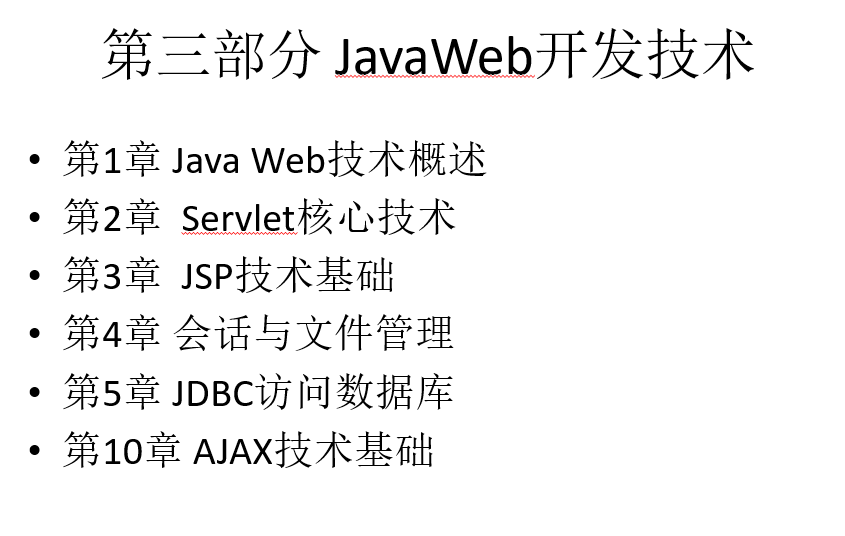 第三部分 JavaWeb开发技术
• 第1章 Java Web技术概述
• 第2章 Servlet核心技术
• 第3章 JSP技术基础
• 第4章 会话与文件管理
• 第5章 JDBC访问数据库
• 第10章 AJAX技术基础